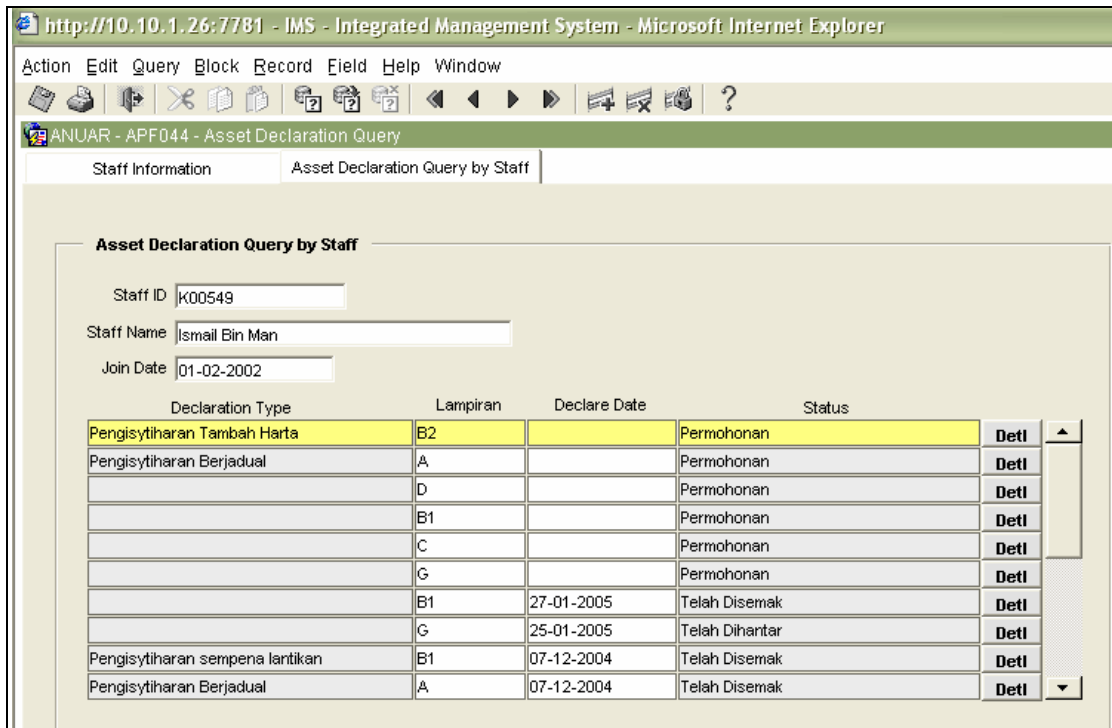 http://10.10.1.26:7781 - IMS - Integrated Management System - Microsoft Internet Explorer
Action Edit Query Block Record Field Help Window
ANUAR - APF044 - Asset Declaration Query
Staff Information Asset Declaration Query by Staff
Asset Declaration Query by Staff
Staff ID K00549
Staff Name Ismail Bin Man
Join Date 01-02-2002
Declaration Type Lampiran Declare Date Status
Pengisytiharan Tambah Harta B2 Permohonan Detl
Pengisytiharan Berjadual A Permohonan Detl
D Permohonan Detl
B1 Permohonan Detl
C Permohonan Detl
G Permohonan Detl
B1 27-01-2005 Telah Disemak Detl
G 25-01-2005 Telah Dihantar Detl
Pengisytiharan sempena lantikan B1 07-12-2004 Telah Disemak Detl
Pengisytiharan Berjadual A 07-12-2004 Telah Disemak Detl